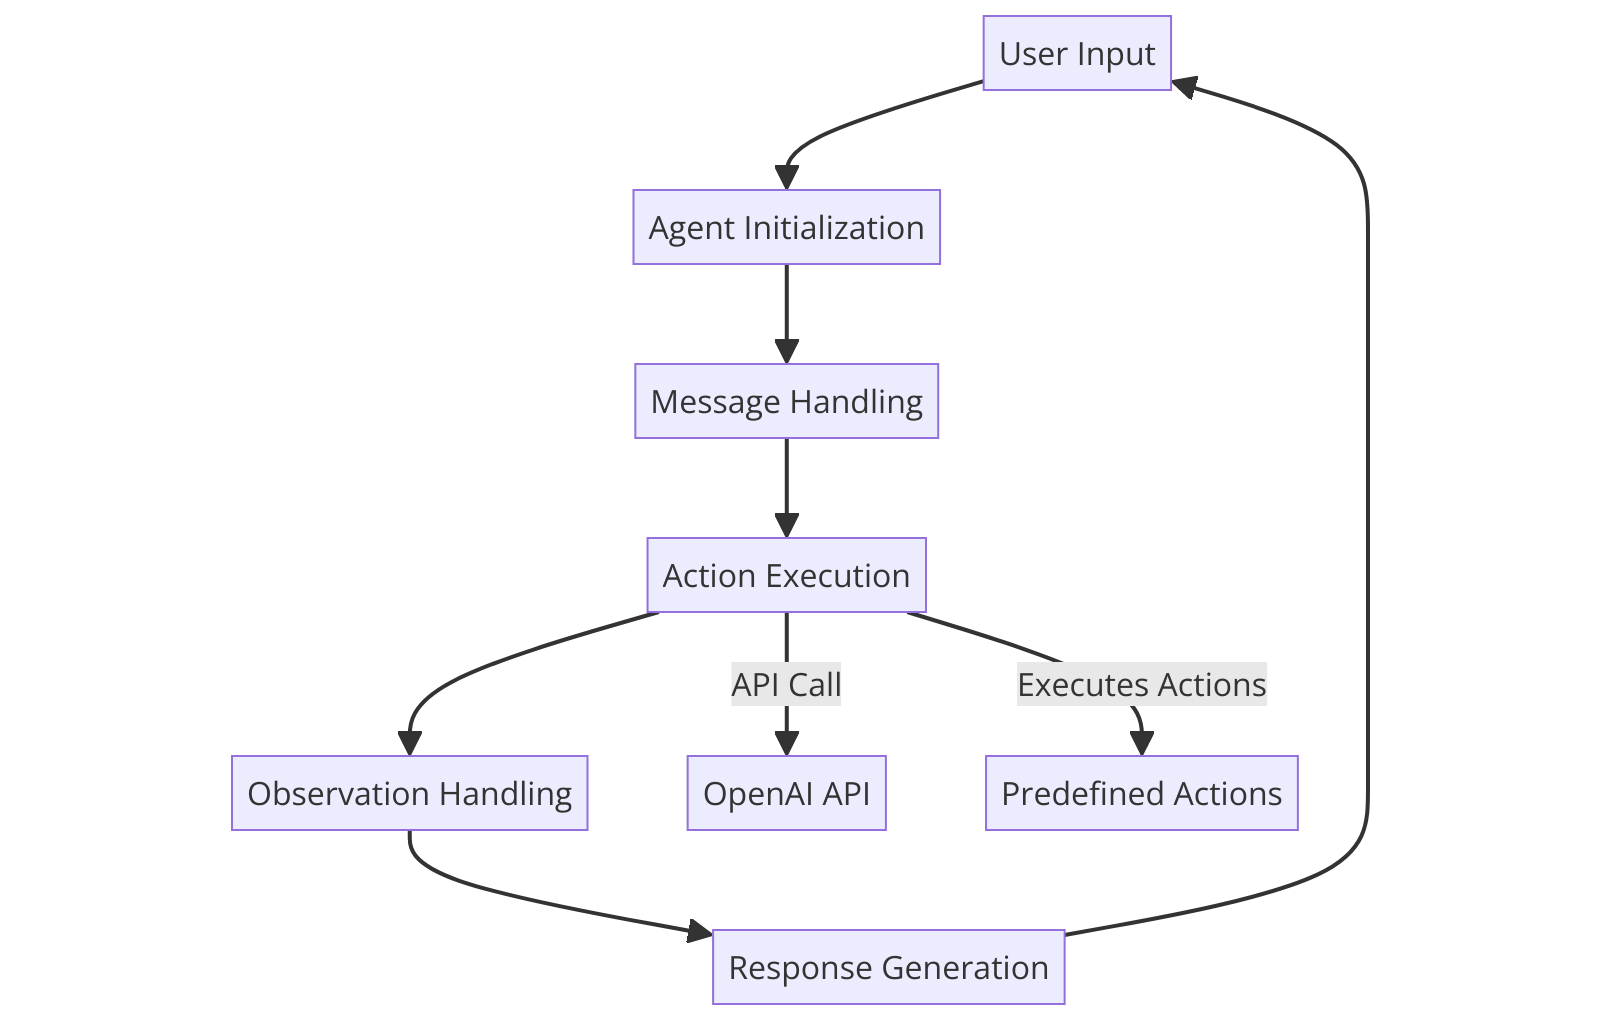 User Input
Agent Initialization
Message Handling
Action Execution
API Call
Executes Actions
Observation Handling
OpenAI API
Predefined Actions
Response Generation